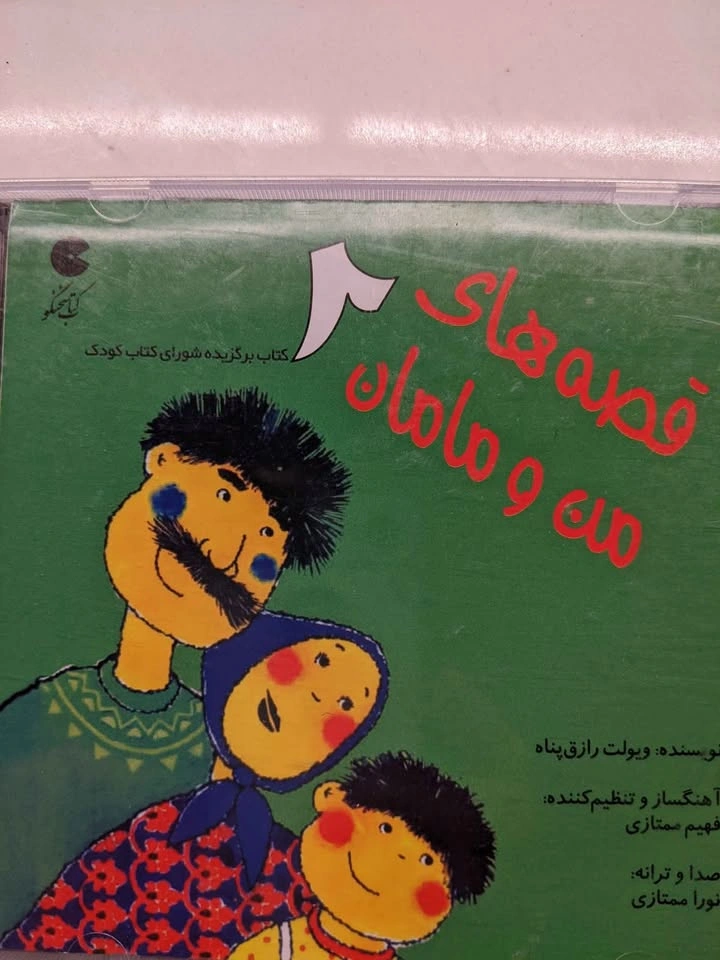 کتاب سخنگو
قصه‌های
من و مامان
۲
کتاب برگزیده شورای کتاب کودک
نویسنده: ویولت رازق‌پناه
آهنگساز و تنظیم‌کننده:
فهیم ممتازی
صدا و ترانه:
نورا ممتازی